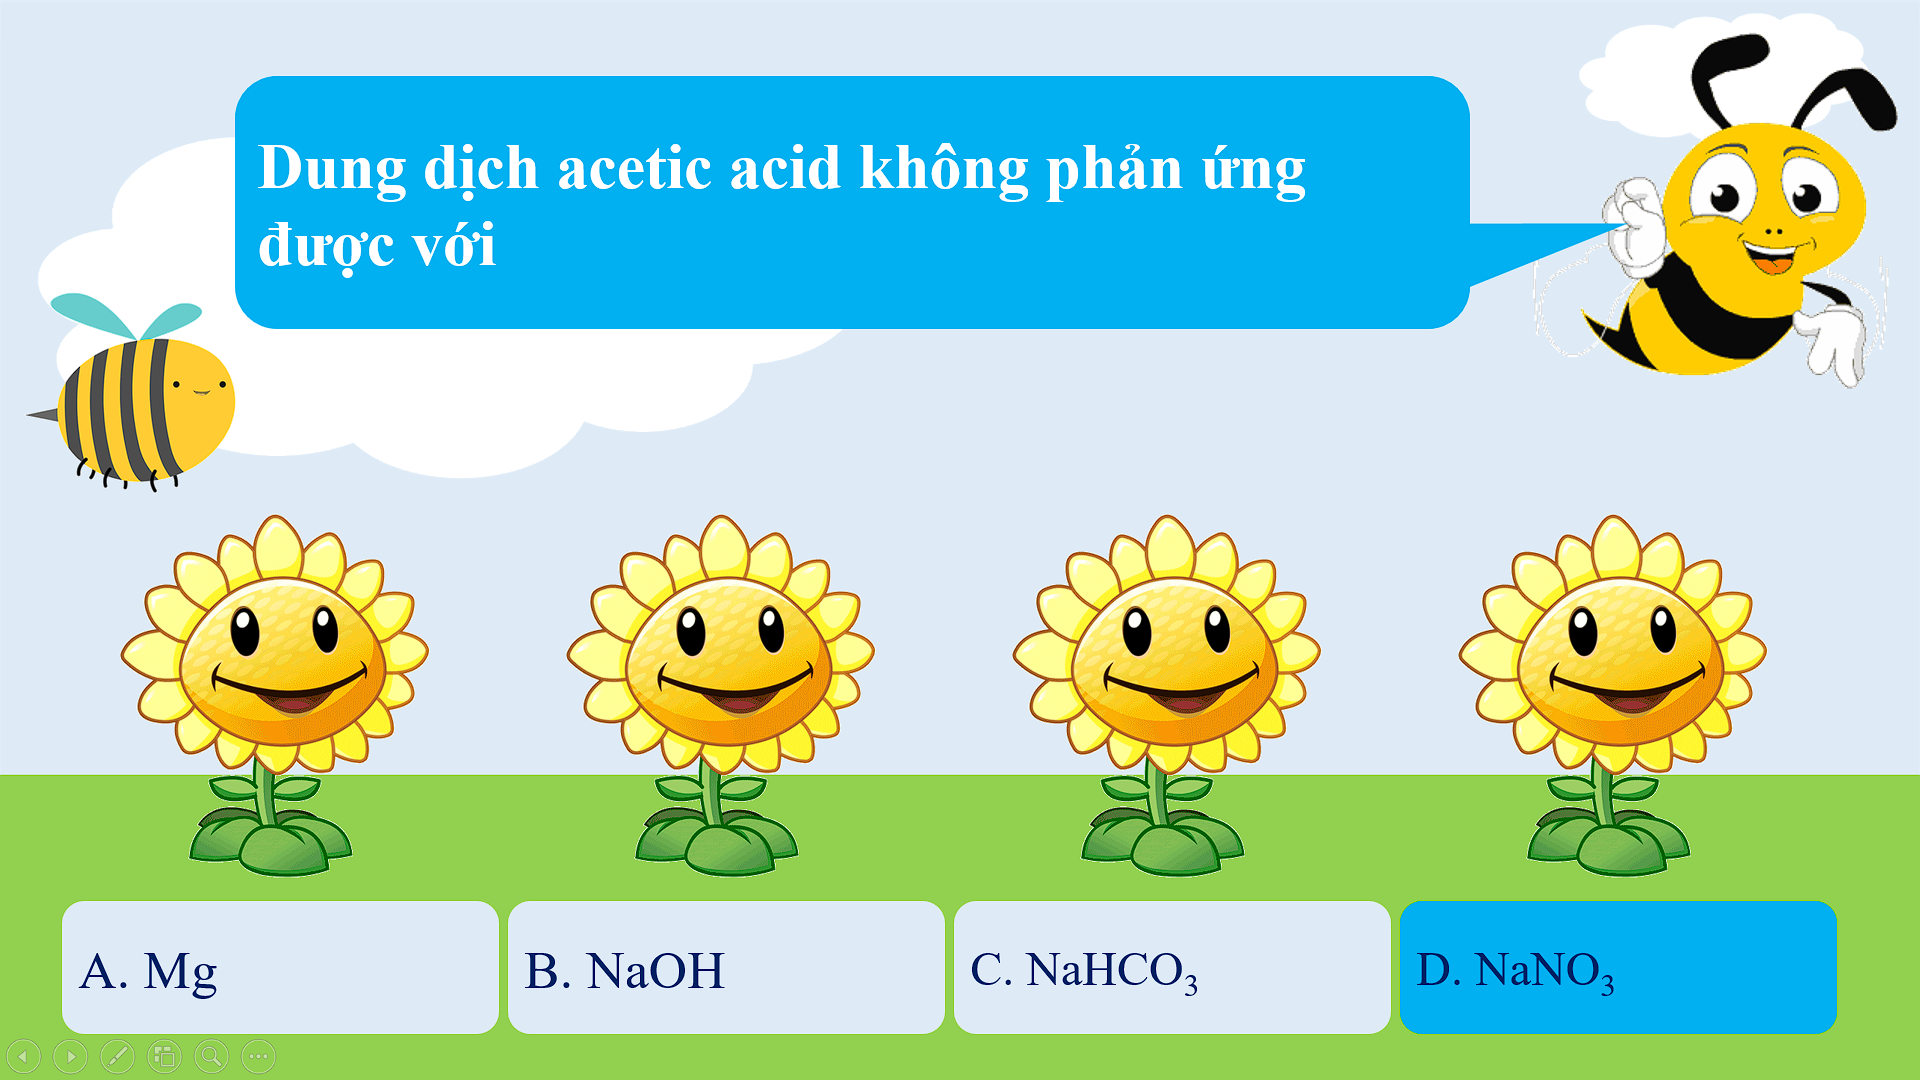 Dung dịch acetic acid không phản ứng
được với
A. Mg
B. NaOH
C. NaHCO₃
D. NaNO₃